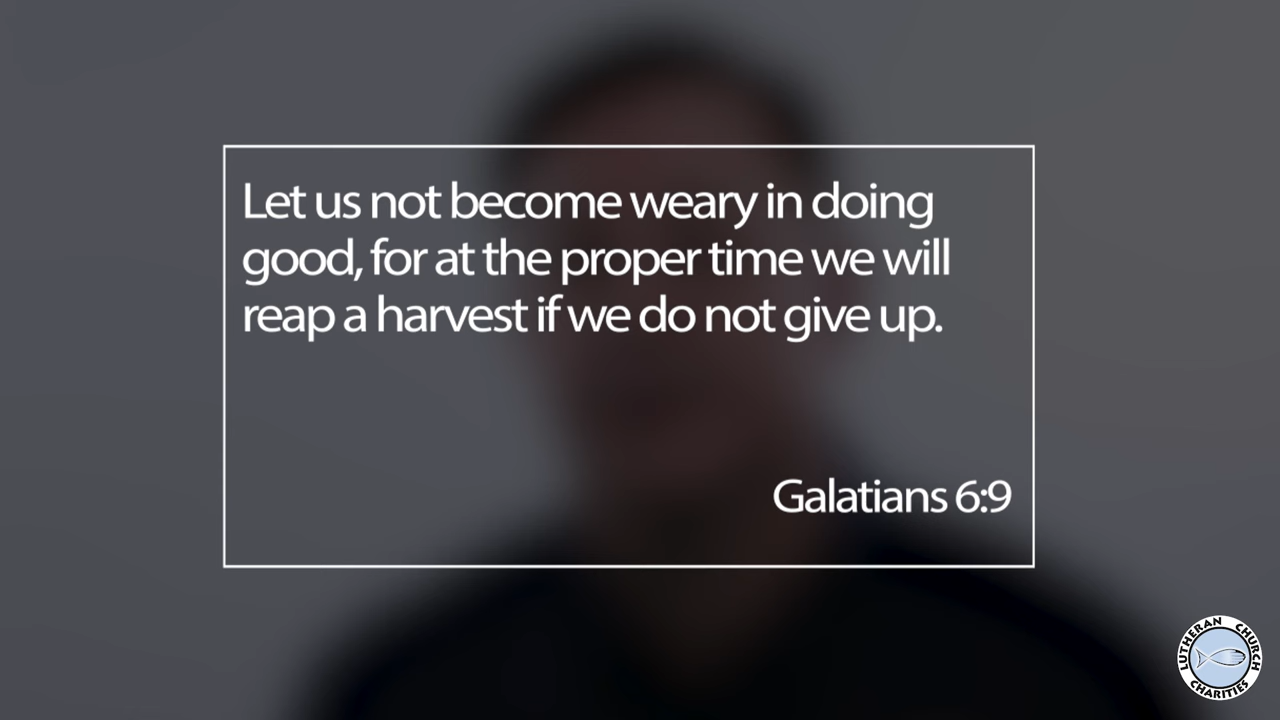 Let us not become weary in doing
good, for at the proper time we will
reap a harvest if we do not give up.
Galatians 6:9
LUTHERAN CHURCH
CHARITIES